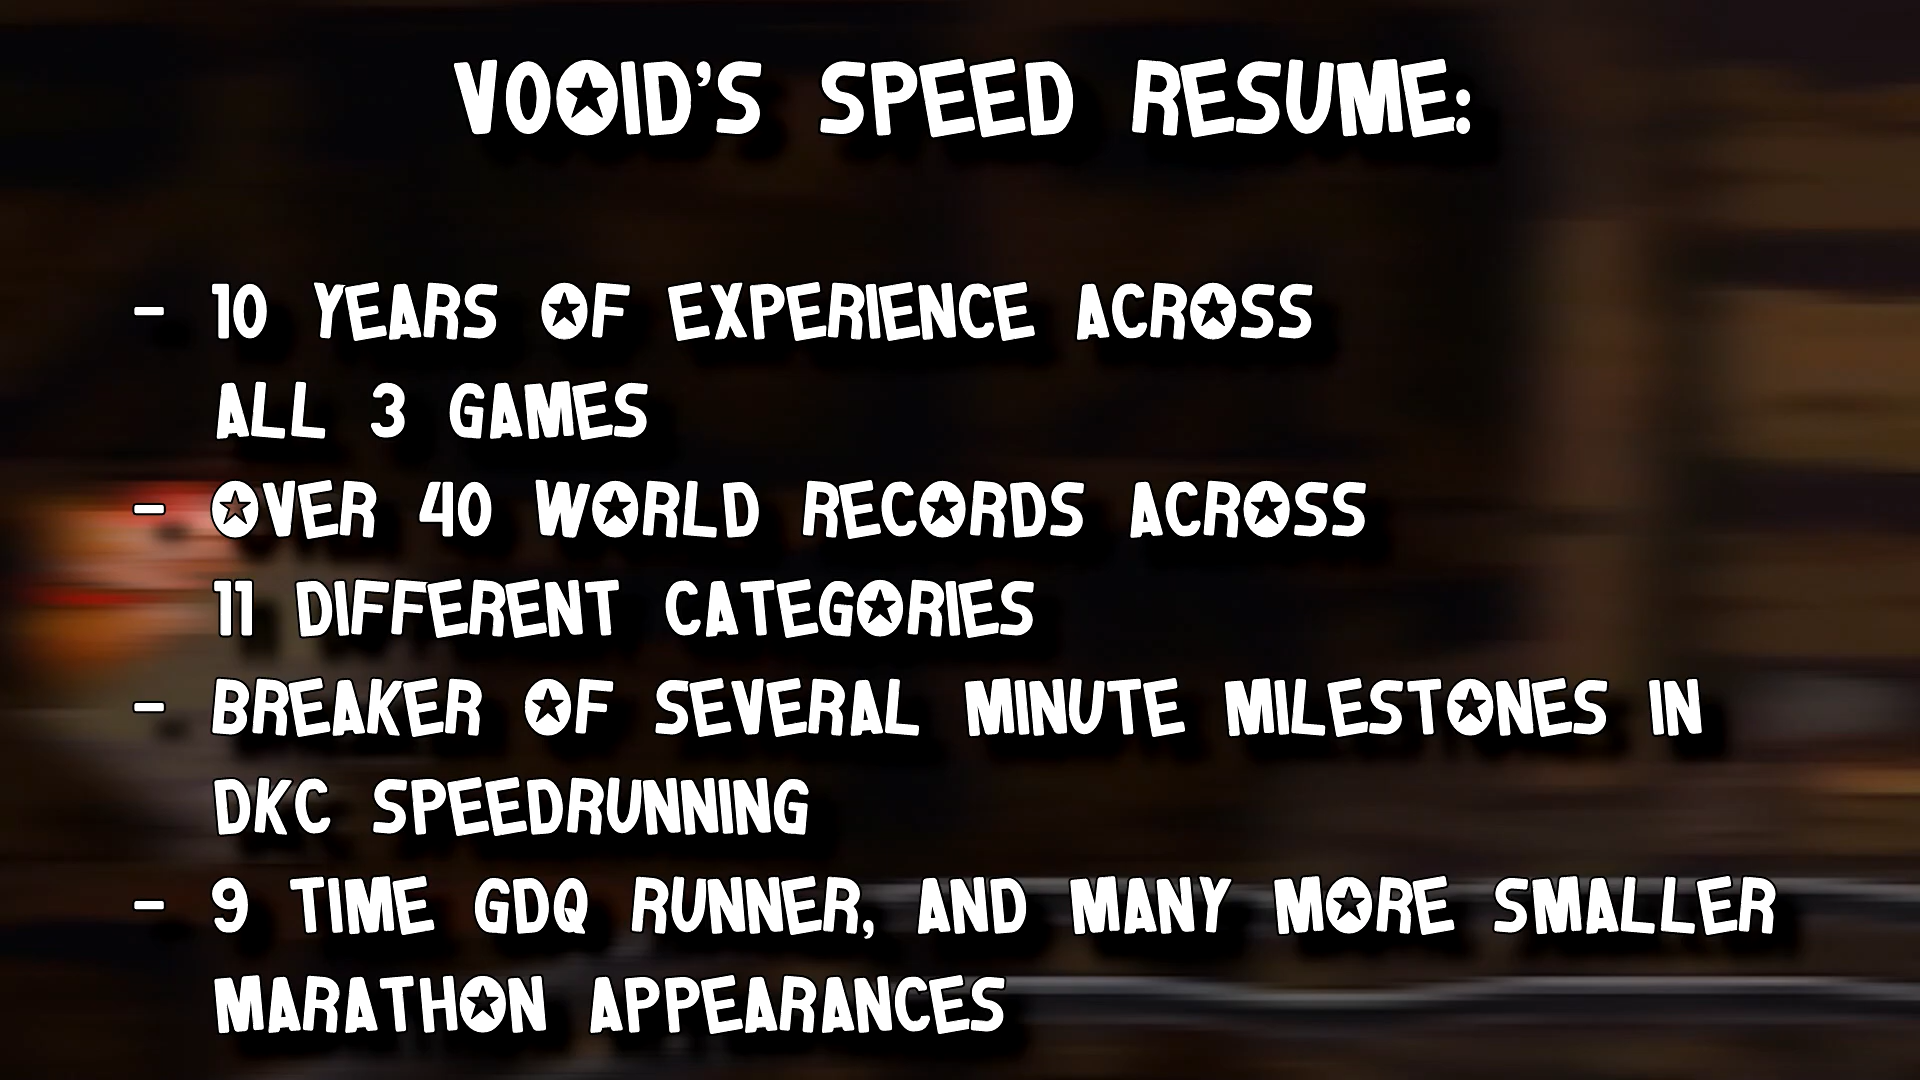 V0OID'S SPEED RESUME:
- 10 YEARS OF EXPERIENCE ACROSS
ALL 3 GAMES
- OVER 40 WORLD RECORDS ACROSS
11 DIFFERENT CATEGORIES
- BREAKER OF SEVERAL MINUTE MILESTONES IN
DKC SPEEDRUNNING
- 9 TIME GDQ RUNNER, AND MANY MORE SMALLER
MARATHON APPEARANCES